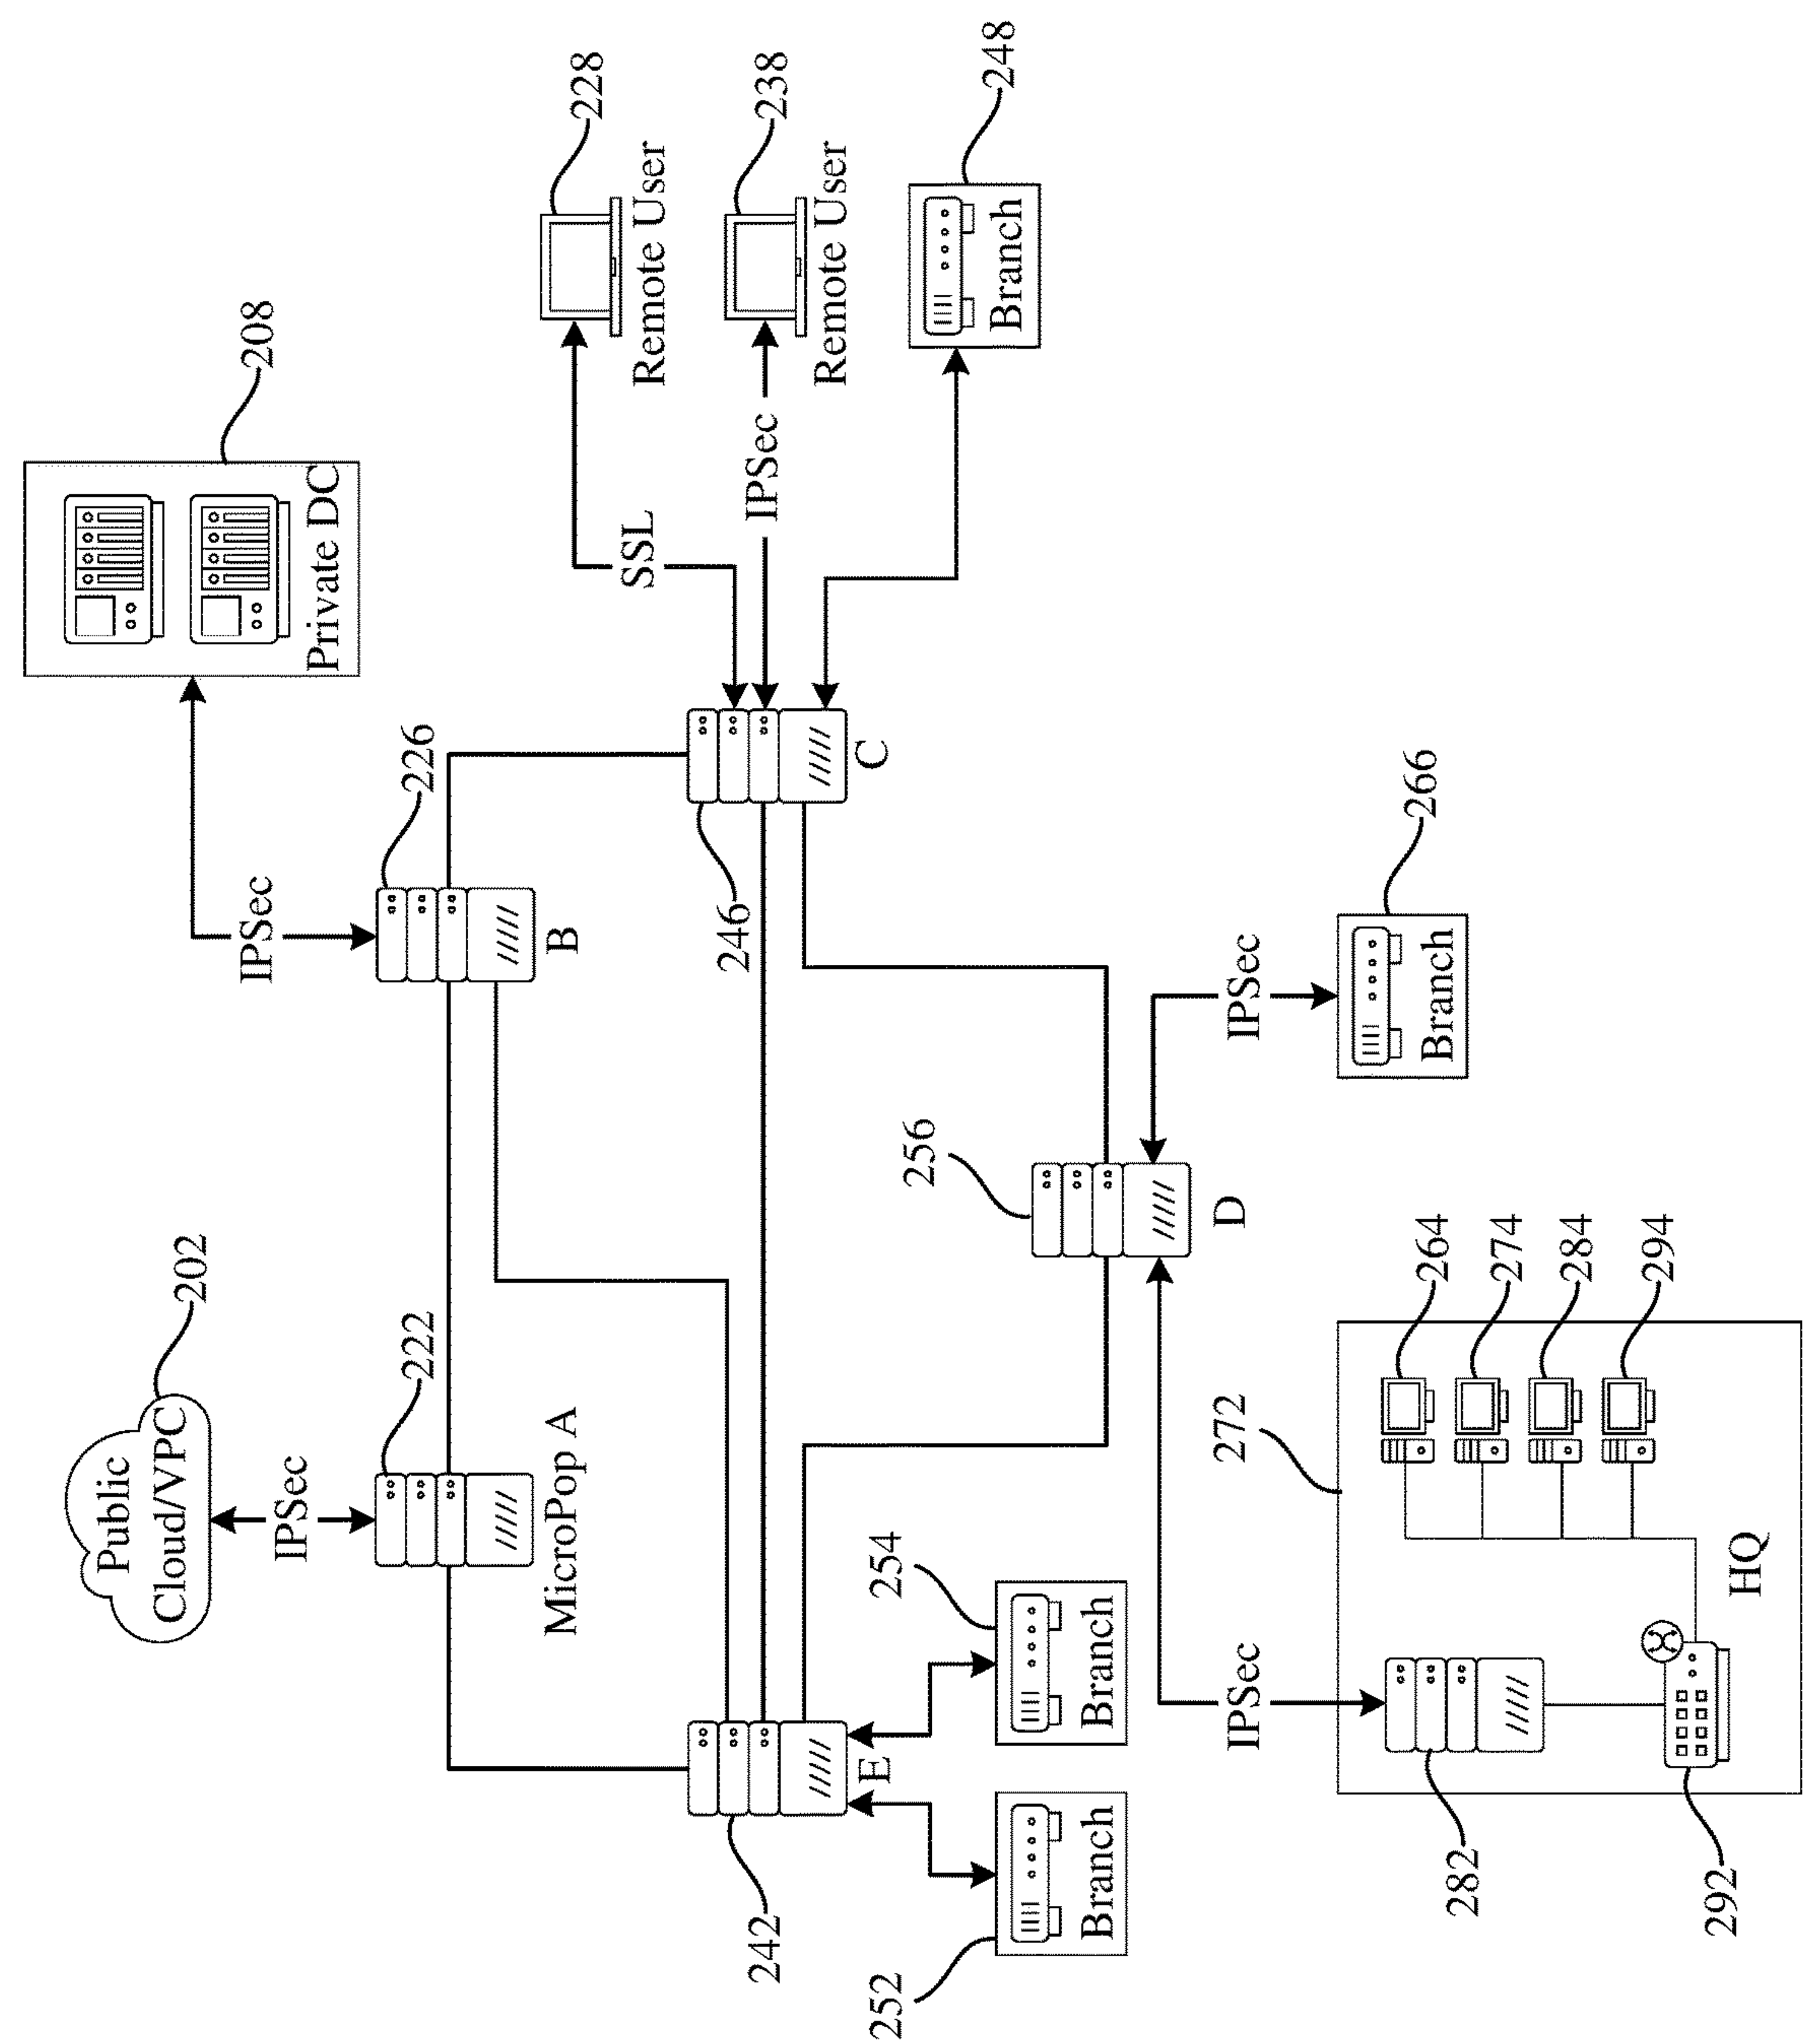 Public
Cloud/VPC
202
208
Private DC
IPSec
IPSec
222
226
MicroPop A
B
228
SSL
Remote User
246
IPSec
238
Remote User
242
E
C
252
254
256
248
Branch
Branch
Branch
D
IPSec
IPSec
272
266
Branch
264
282
274
284
294
292
HQ